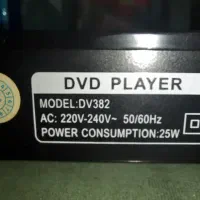 DVD PLAYER
MODEL:DV382
AC: 220V-240V~ 50/60Hz
POWER CONSUMPTION:25W